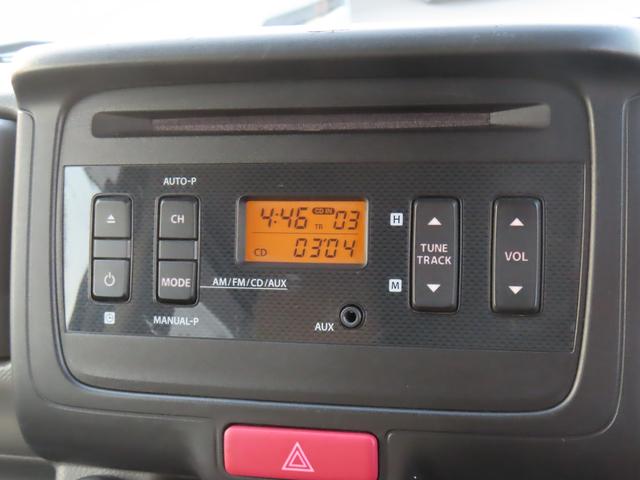 AUTO-P
CH
MODE
MANUAL-P
AM/FM/CD/AUX
4:46 CD IN TR 03
CD 03'04
AUX
H
M
TUNE
TRACK
VOL